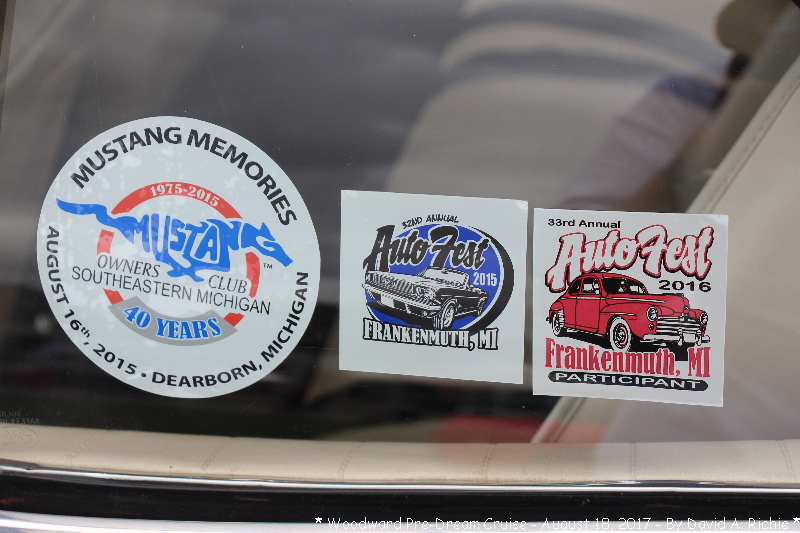 MUSTANG MEMORIES
1975-2015
MUSTANG
OWNERS CLUB
TM
SOUTHEASTERN MICHIGAN
40 YEARS
AUGUST 16th, 2015 • DEARBORN, MICHIGAN
32ND ANNUAL
Auto Fest
2015
FRANKENMUTH, MI
33rd Annual
Auto Fest
2016
Frankenmuth, MI
PARTICIPANT
* Woodward Pre-Dream Cruise - August 18, 2017 - By David A. Richie *